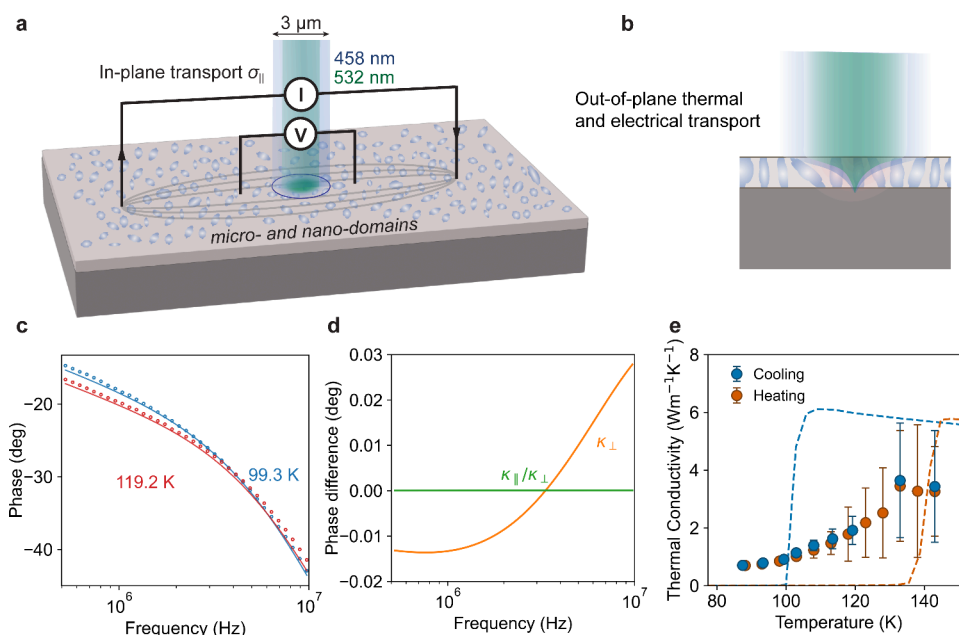 a
3 μm
458 nm
532 nm
In-plane transport σ∥
I
V
micro- and nano-domains
b
Out-of-plane thermal
and electrical transport
c
Phase (deg)
−20
−30
−40
119.2 K
99.3 K
10⁶
10⁷
Frequency (Hz)
d
Phase difference (deg)
0.03
0.02
0.01
0.00
−0.01
−0.02
κ∥/κ⊥
κ⊥
10⁶
10⁷
Frequency (Hz)
e
Thermal Conductivity (Wm⁻¹K⁻¹)
8
6
4
2
0
Cooling
Heating
80
100
120
140
Temperature (K)